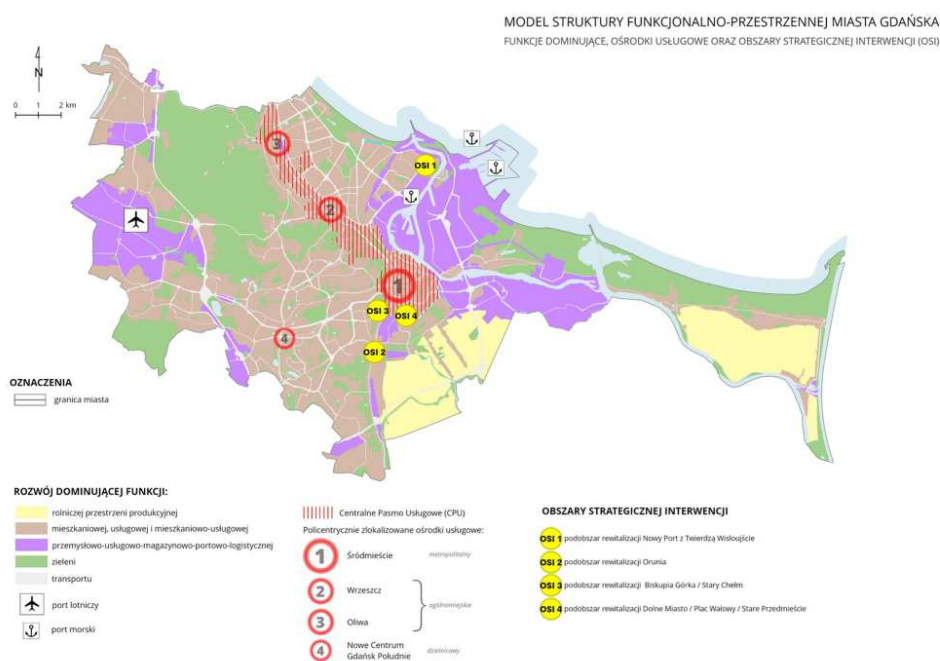 MODEL STRUKTURY FUNKCJONALNO-PRZESTRZENNEJ MIASTA GDAŃSKA
FUNKCJE DOMINUJĄCE, OŚRODKI USŁUGOWE ORAZ OBSZARY STRATEGICZNEJ INTERWENCJI (OSI)
N
0 1 2 km
3
OSI 1
2
1
OSI 3
OSI 4
4
OSI 2
OZNACZENIA
granica miasta
ROZWÓJ DOMINUJĄCEJ FUNKCJI:
rolniczej przestrzeni produkcyjnej
mieszkaniowej, usługowej i mieszkaniowo-usługowej
przemysłowo-usługowo-magazynowo-portowo-logistycznej
zieleni
transportu
port lotniczy
port morski
Centralne Pasmo Usługowe (CPU)
Policentrycznie zlokalizowane ośrodki usługowe:
1 Śródmieście metropolitalny
2 Wrzeszcz
ogólnomiejskie
3 Oliwa
4 Nowe Centrum
Gdańsk Południe dzielnicowy
OBSZARY STRATEGICZNEJ INTERWENCJI
OSI 1 podobszar rewitalizacji Nowy Port z Twierdzą Wisłoujście
OSI 2 podobszar rewitalizacji Orunia
OSI 3 podobszar rewitalizacji Biskupia Górka / Stary Chełm
OSI 4 podobszar rewitalizacji Dolne Miasto / Plac Wałowy / Stare Przedmieście